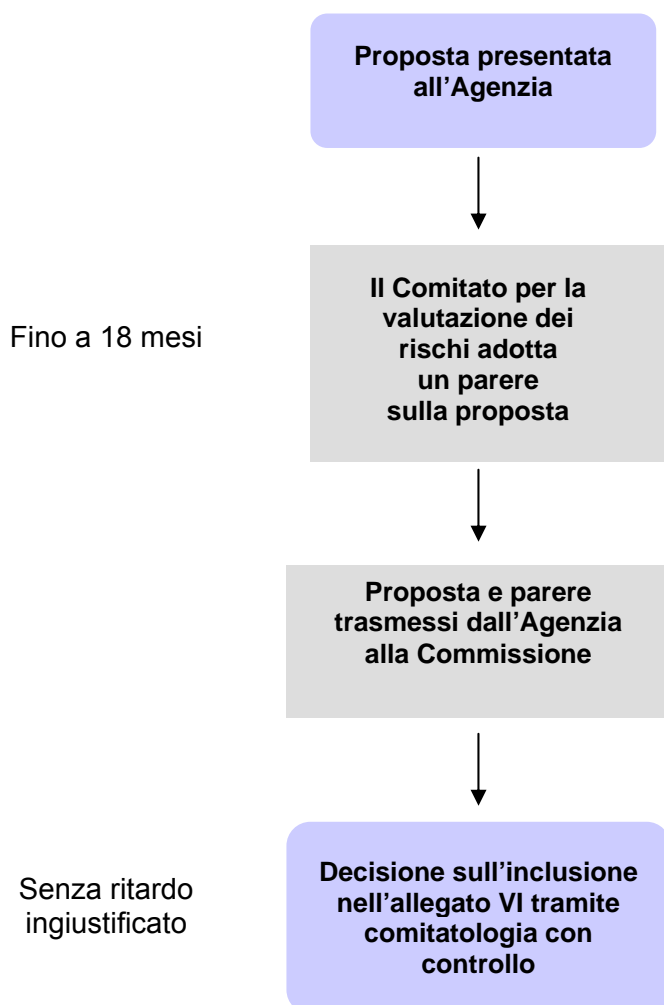 Proposta presentata
all’Agenzia
Fino a 18 mesi
Il Comitato per la
valutazione dei
rischi adotta
un parere
sulla proposta
Proposta e parere
trasmessi dall’Agenzia
alla Commissione
Senza ritardo
ingiustificato
Decisione sull’inclusione
nell’allegato VI tramite
comitatologia con
controllo